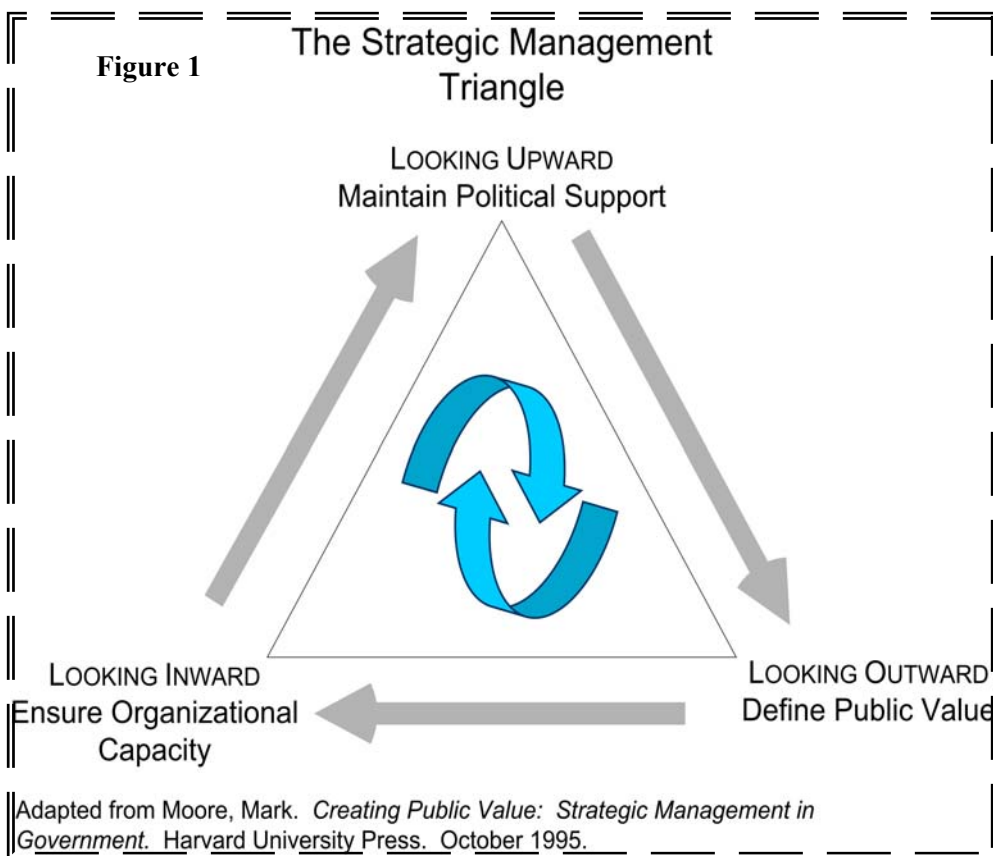 The Strategic Management
Figure 1
Triangle
LOOKING UPWARD
Maintain Political Support
LOOKING INWARD
Ensure Organizational
Capacity
LOOKING OUTWARD
Define Public Value
Adapted from Moore, Mark. Creating Public Value: Strategic Management in
Government. Harvard University Press. October 1995.